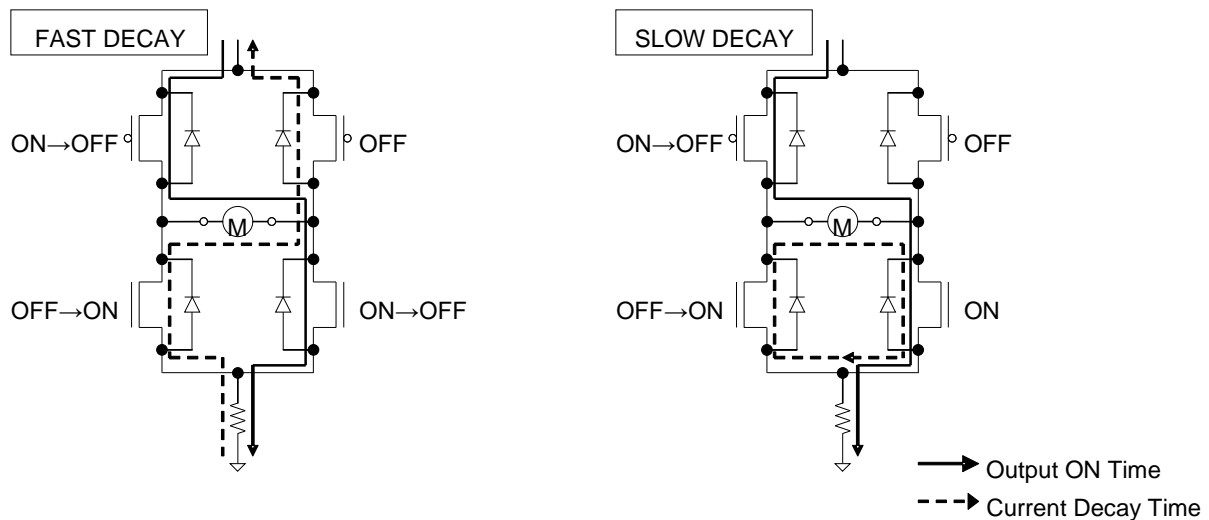 FAST DECAY
ON→OFF
OFF
M
OFF→ON
ON→OFF
SLOW DECAY
ON→OFF
OFF
M
OFF→ON
ON
Output ON Time
Current Decay Time